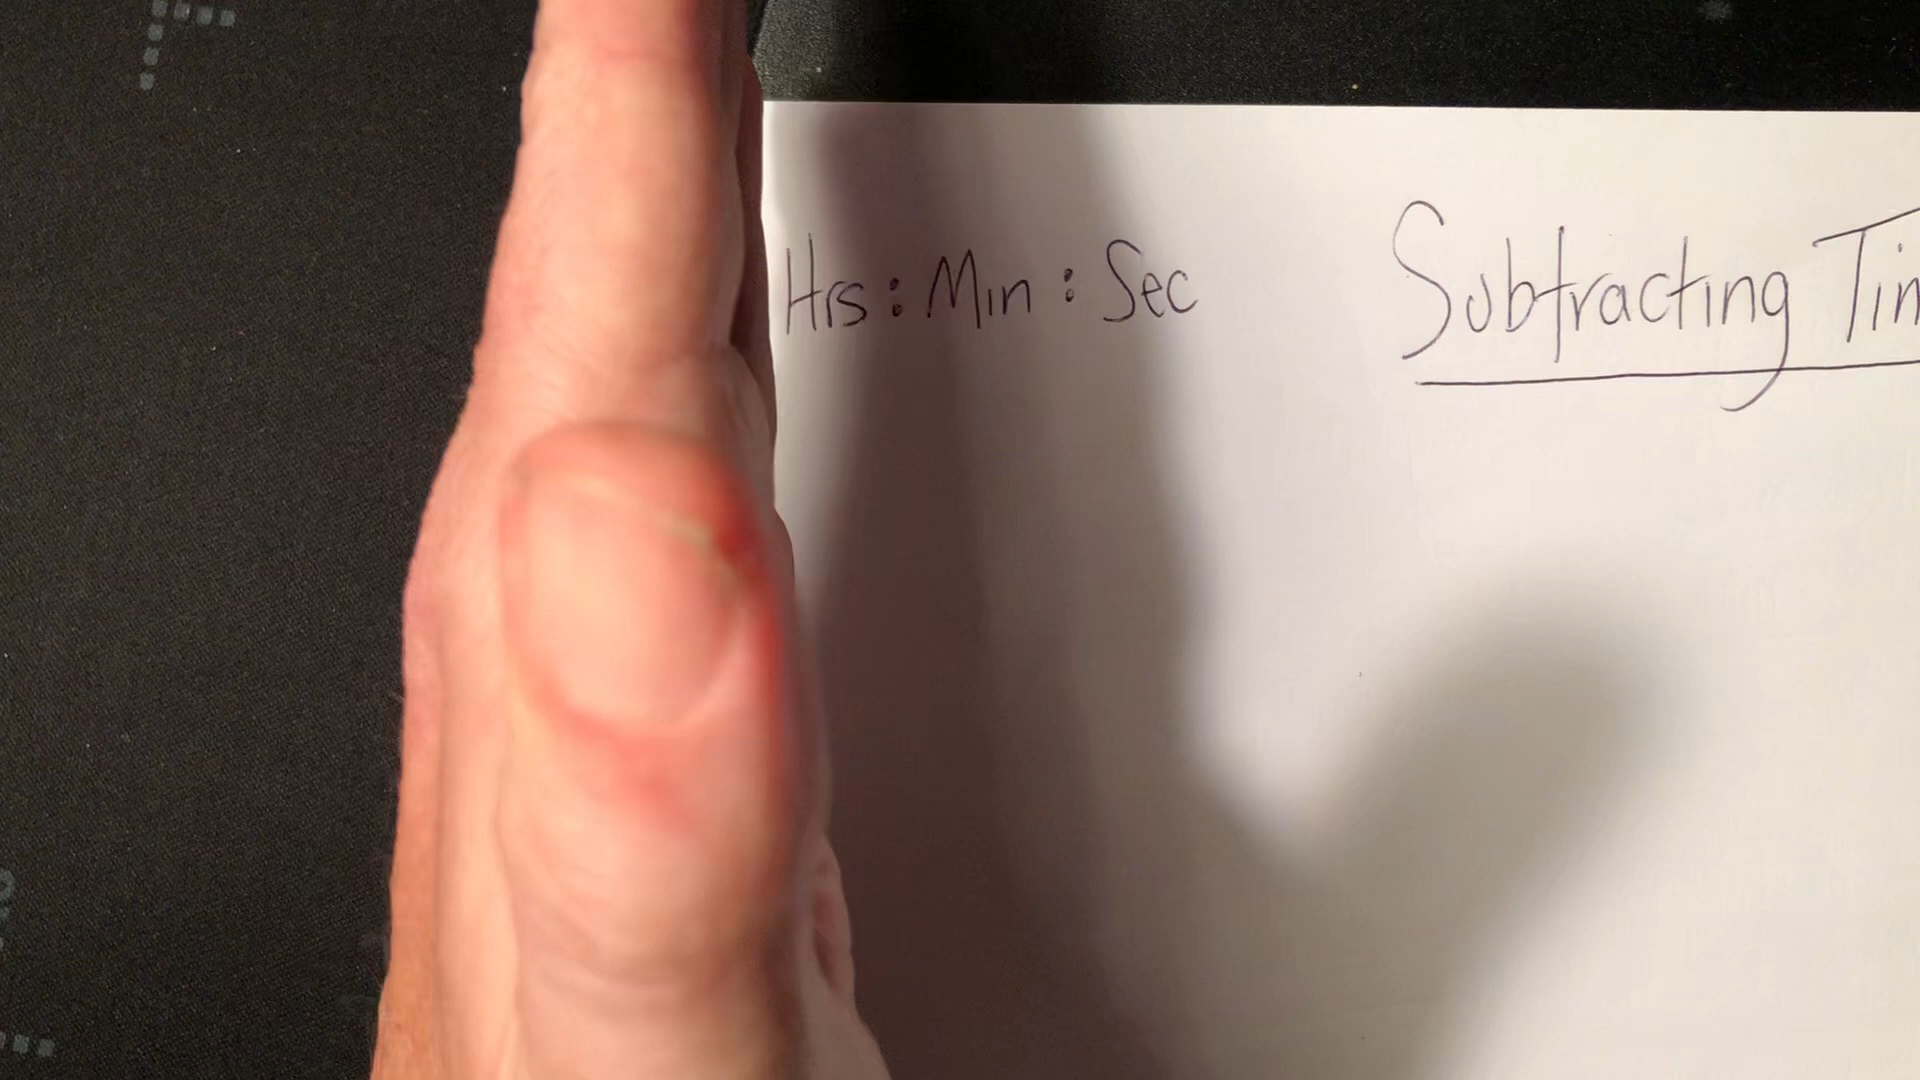 Hrs : Min : Sec
Subtracting